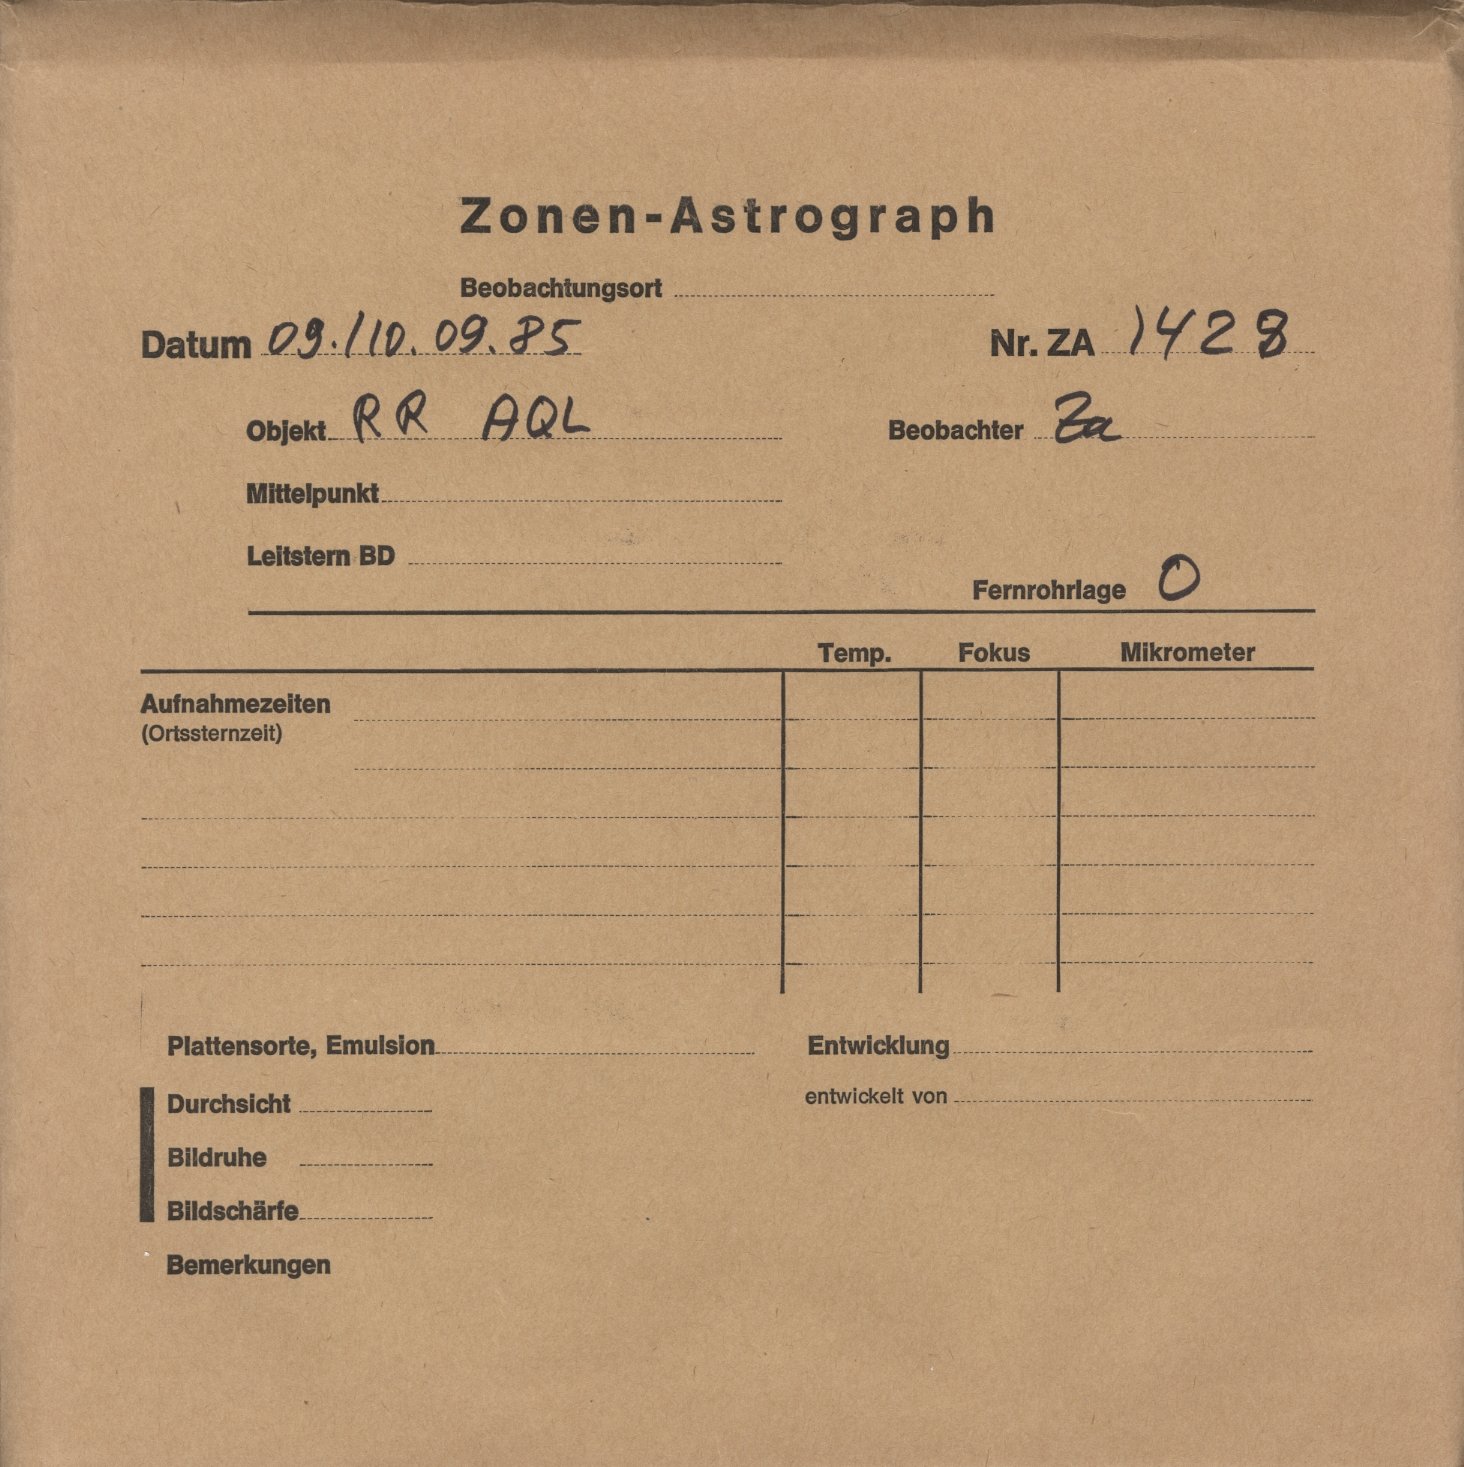 Zonen-Astrograph
Beobachtungsort
Datum 09./10.09.85 Nr. ZA 1428
Objekt RR AQL Beobachter Za
Mittelpunkt
Leitstern BD
Fernrohrlage O
Temp. Fokus Mikrometer
Aufnahmezeiten
(Ortssternzeit)
Plattensorte, Emulsion Entwicklung
Durchsicht entwickelt von
Bildruhe
Bildschärfe
Bemerkungen